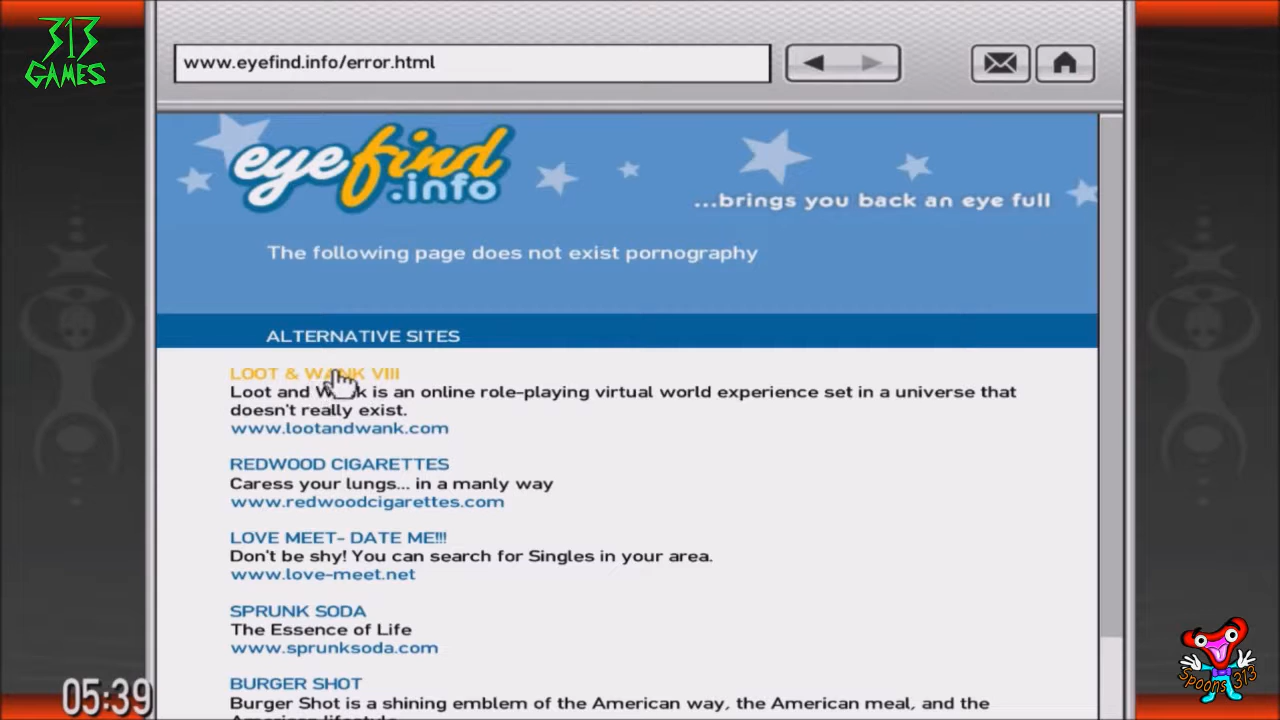 313
GAMES
www.eyefind.info/error.html
eyefind
.info
...brings you back an eye full
The following page does not exist pornography
ALTERNATIVE SITES
LOOT & WANK VIII
Loot and Wank is an online role-playing virtual world experience set in a universe that
doesn't really exist.
www.lootandwank.com
REDWOOD CIGARETTES
Caress your lungs... in a manly way
www.redwoodcigarettes.com
LOVE MEET- DATE ME!!!
Don't be shy! You can search for Singles in your area.
www.love-meet.net
SPRUNK SODA
The Essence of Life
www.sprunksoda.com
BURGER SHOT
Burger Shot is a shining emblem of the American way, the American meal, and the
American lifestyle
05:39
Spoons 313